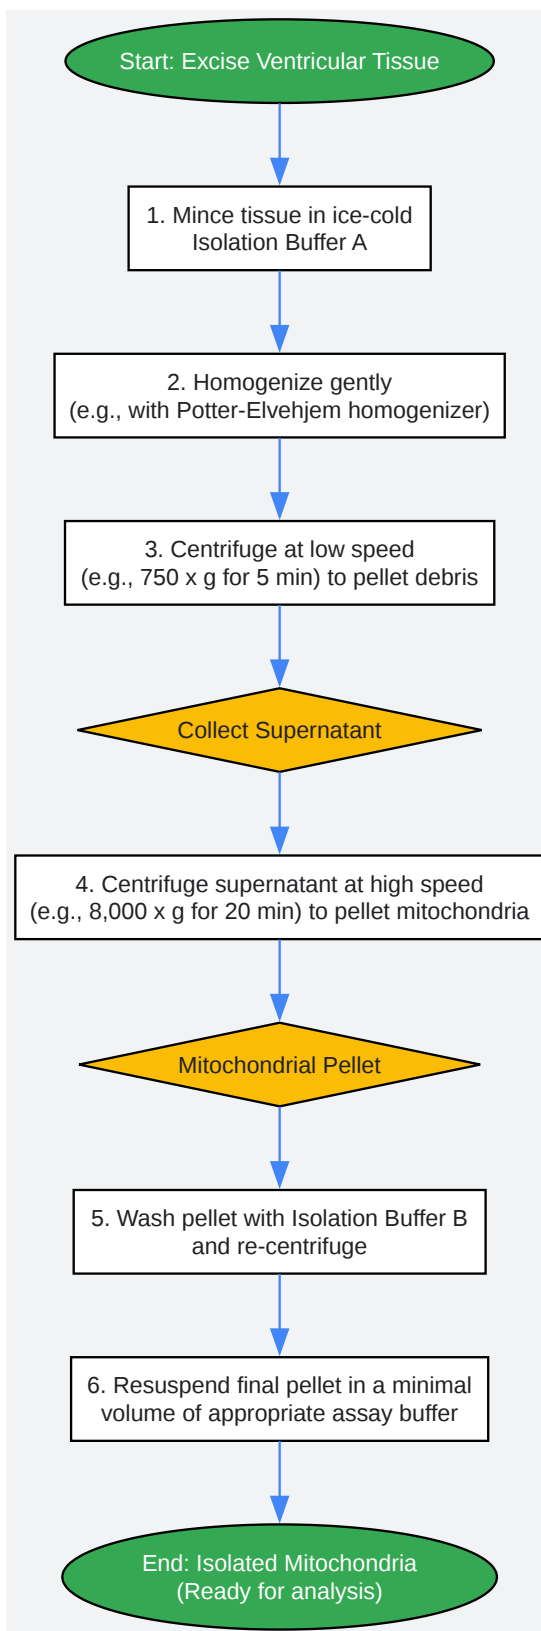 Start: Excise Ventricular Tissue
1. Mince tissue in ice-cold
Isolation Buffer A
2. Homogenize gently
(e.g., with Potter-Elvehjem homogenizer)
3. Centrifuge at low speed
(e.g., 750 x g for 5 min) to pellet debris
Collect Supernatant
4. Centrifuge supernatant at high speed
(e.g., 8,000 x g for 20 min) to pellet mitochondria
Mitochondrial Pellet
5. Wash pellet with Isolation Buffer B
and re-centrifuge
6. Resuspend final pellet in a minimal
volume of appropriate assay buffer
End: Isolated Mitochondria
(Ready for analysis)